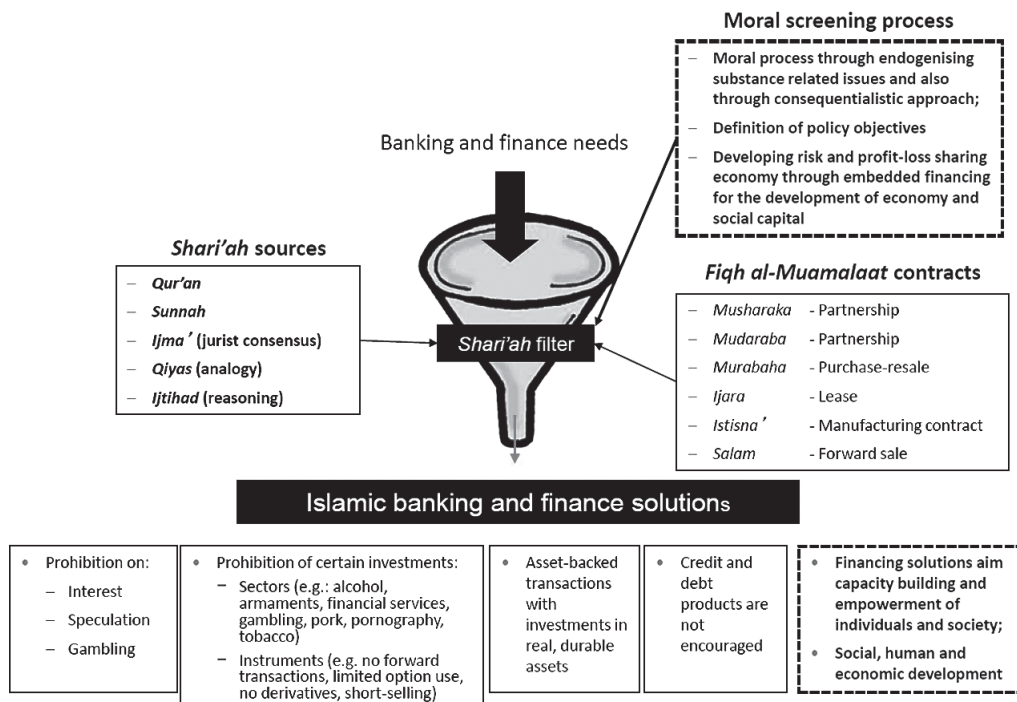 Moral screening process
– Moral process through endogenising
substance related issues and also
through consequentialistic approach;
– Definition of policy objectives
– Developing risk and profit-loss sharing
economy through embedded financing
for the development of economy and
social capital
Banking and finance needs
Shari’ah sources
– Qur’an
– Sunnah
– Ijma’ (jurist consensus)
– Qiyas (analogy)
– Ijtihad (reasoning)
Shari’ah filter
Fiqh al-Muamalaat contracts
– Musharaka - Partnership
– Mudaraba - Partnership
– Murabaha - Purchase-resale
– Ijara - Lease
– Istisna’ - Manufacturing contract
– Salam - Forward sale
Islamic banking and finance solutions
• Prohibition on:
– Interest
– Speculation
– Gambling
• Prohibition of certain investments:
– Sectors (e.g.: alcohol,
armaments, financial services,
gambling, pork, pornography,
tobacco)
– Instruments (e.g. no forward
transactions, limited option use,
no derivatives, short-selling)
• Asset-backed
transactions
with
investments in
real, durable
assets
• Credit and
debt
products are
not
encouraged
• Financing solutions aim
capacity building and
empowerment of
individuals and society;
• Social, human and
economic development